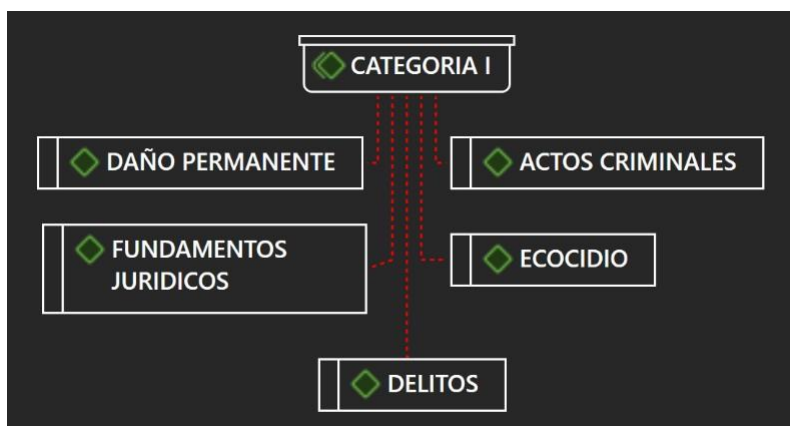 CATEGORIA I
DAÑO PERMANENTE
ACTOS CRIMINALES
FUNDAMENTOS
JURIDICOS
ECOCIDIO
DELITOS